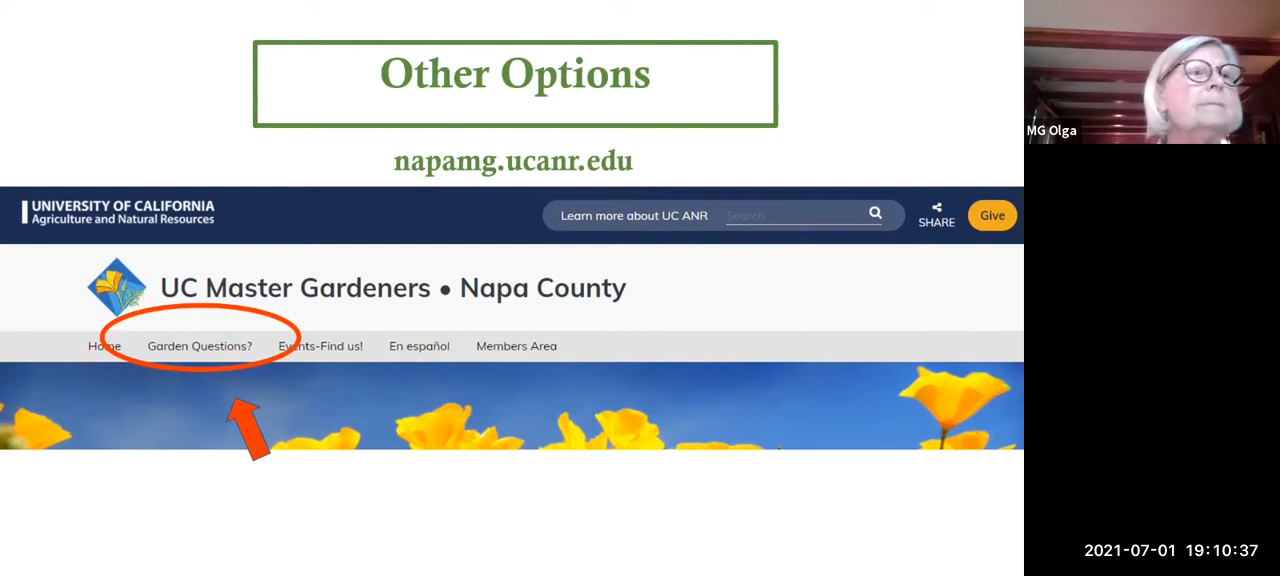 Other Options
napamg.ucanr.edu
UNIVERSITY OF CALIFORNIA
Agriculture and Natural Resources
Learn more about UC ANR
Search
SHARE
Give
UC Master Gardeners • Napa County
Home
Garden Questions?
Events-Find us!
En español
Members Area
MG Olga
2021-07-01 19:10:37